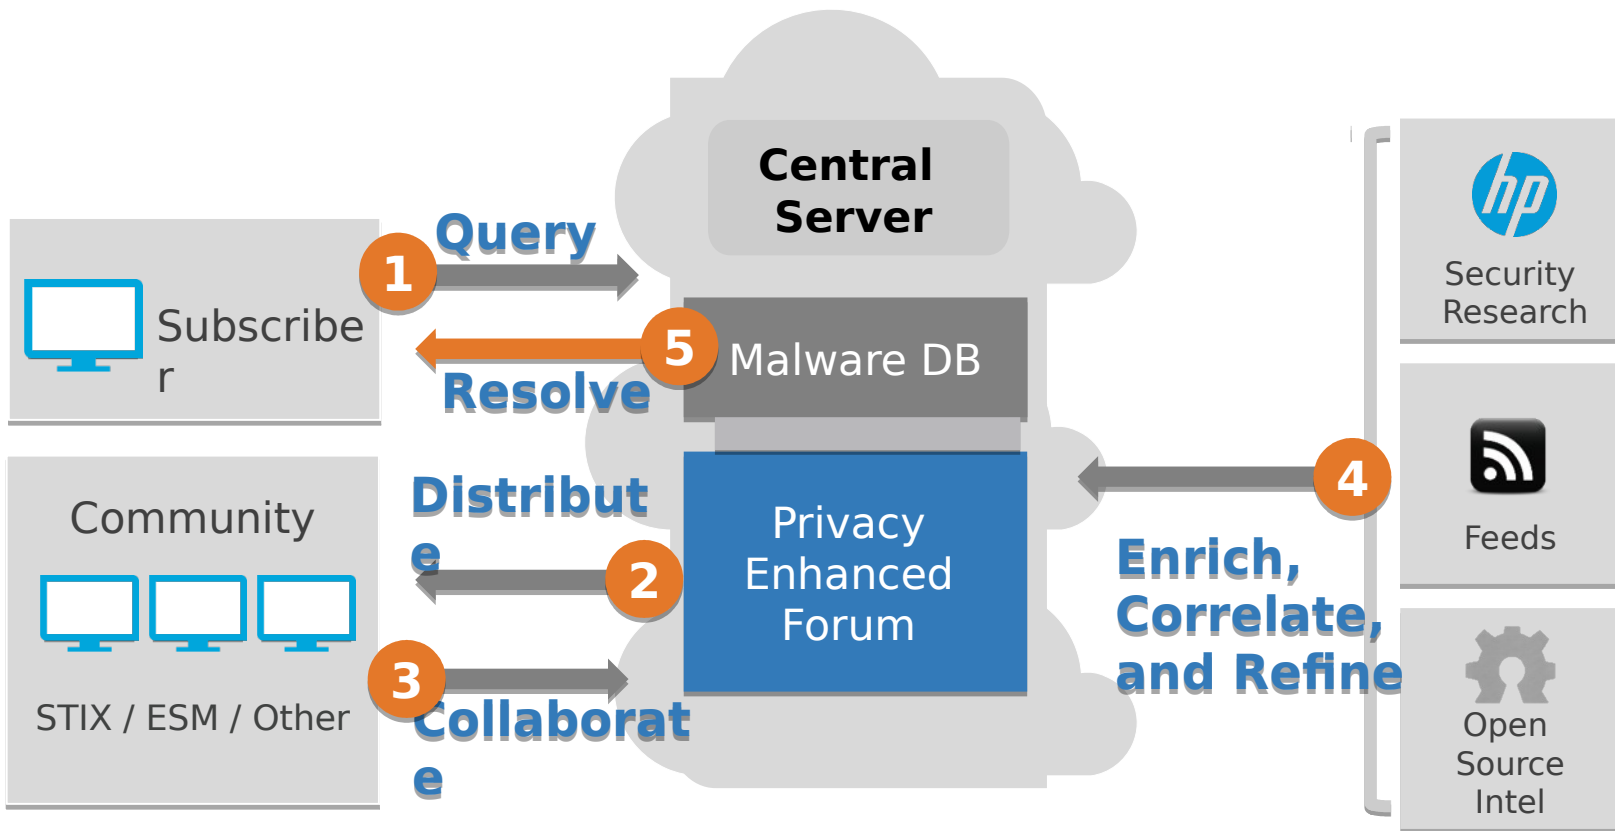 Central
Server
hp
Security
Research
1
Query
Subscribe
r
5
Resolve
Malware DB
Community
STIX / ESM / Other
Distribut
e
2
3
Collaborat
e
Privacy
Enhanced
Forum
4
Enrich,
Correlate,
and Refine
Feeds
Open
Source
Intel